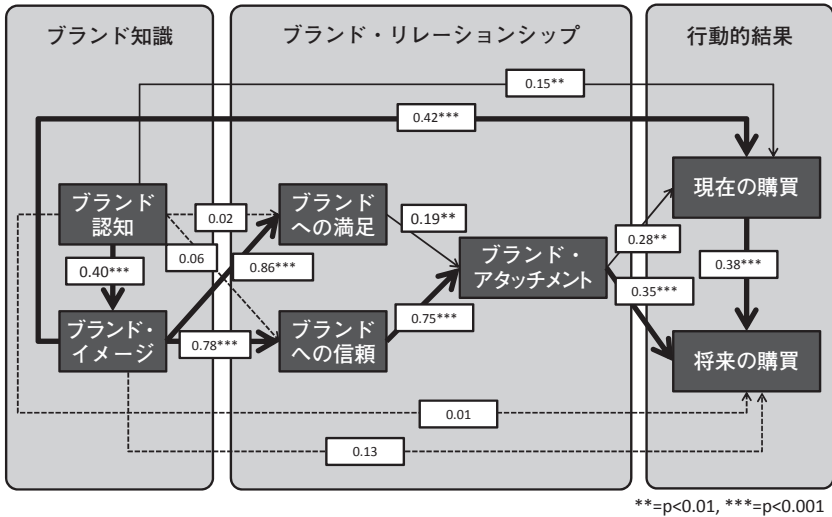 ブランド知識
ブランド・リレーションシップ
行動的結果
0.15**
0.42***
ブランド
認知
0.02
ブランド
への満足
0.19**
現在の購買
0.40***
0.06
0.86***
ブランド・
アタッチメント
0.28**
0.38***
0.35***
ブランド・
イメージ
0.78***
ブランド
への信頼
0.75***
将来の購買
0.01
0.13
**=p<0.01, ***=p<0.001